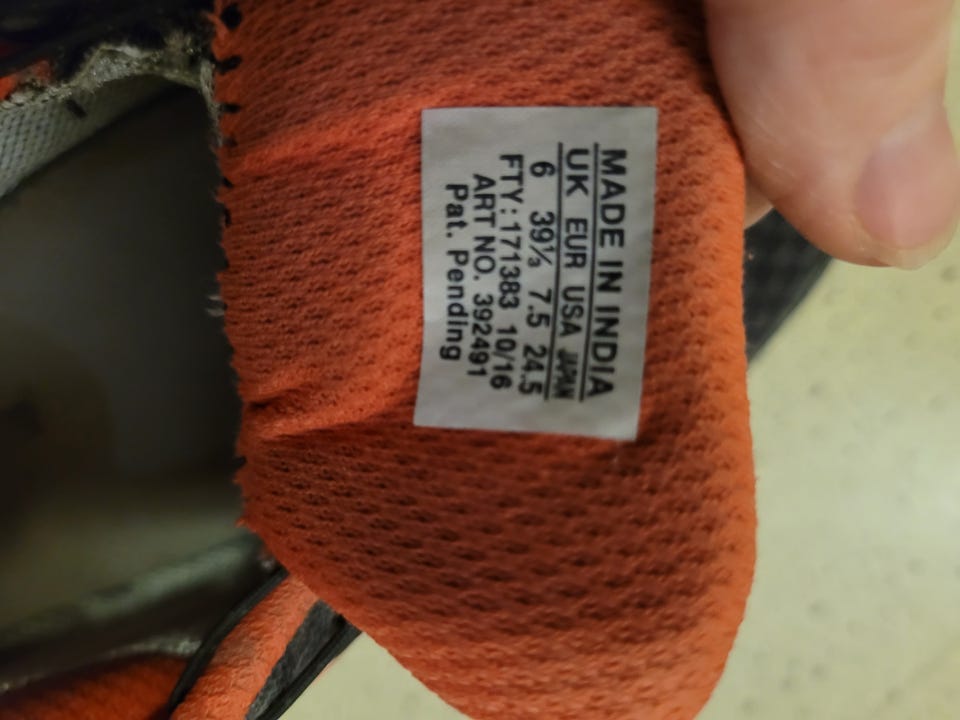 MADE IN INDIA
UK EUR USA JAPAN
6 39⅓ 7.5 24.5
FTY:171383 10/16
ART NO. 392491
Pat. Pending